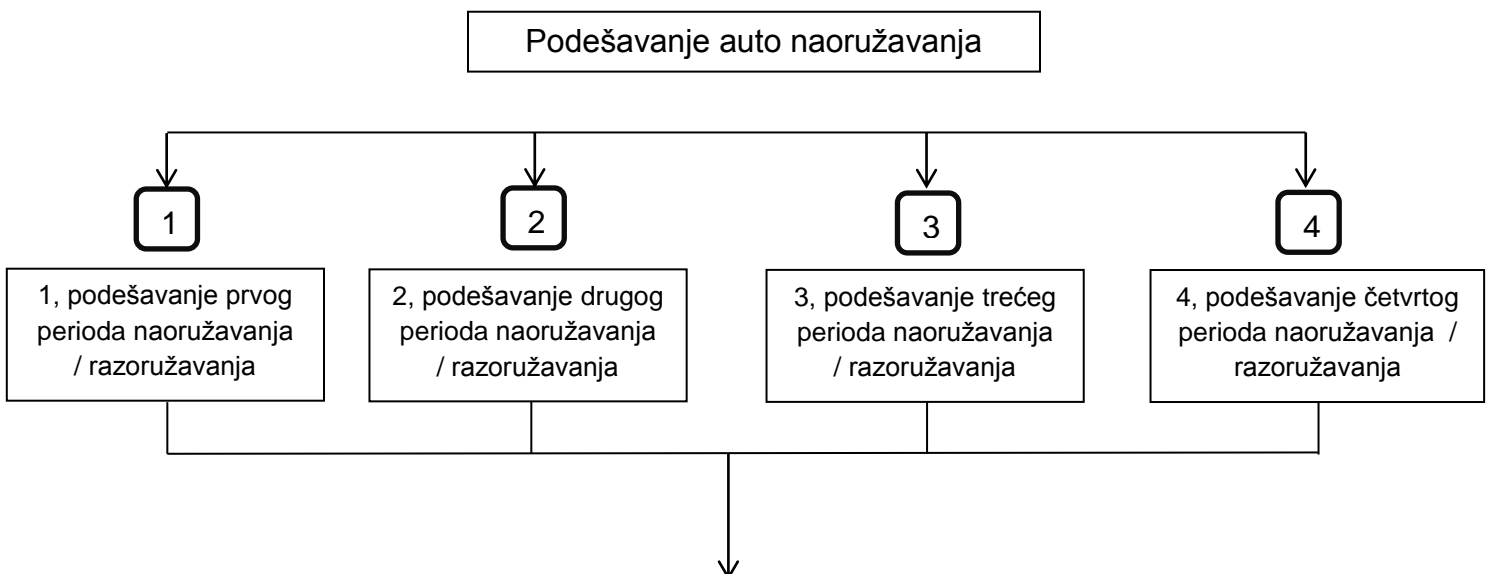 Podešavanje auto naoružavanja
1
2
3
4
1, podešavanje prvog
perioda naoružavanja
/ razoružavanja
2, podešavanje drugog
perioda naoružavanja
/ razoružavanja
3, podešavanje trećeg
perioda naoružavanja
/ razoružavanja
4, podešavanje četvrtog
perioda naoružavanja /
razoružavanja